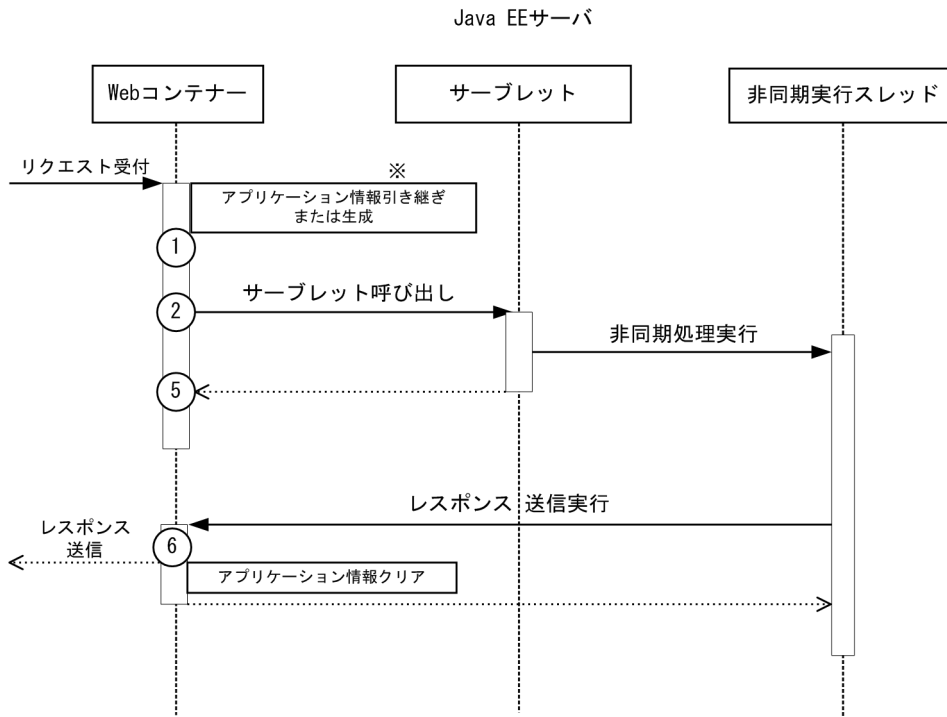 Java EEサーバ
Webコンテナー
サーブレット
非同期実行スレッド
リクエスト受付
※
アプリケーション情報引き継ぎ
または生成
1
2
サーブレット呼び出し
非同期処理実行
5
レスポンス 送信実行
レスポンス
送信
6
アプリケーション情報クリア